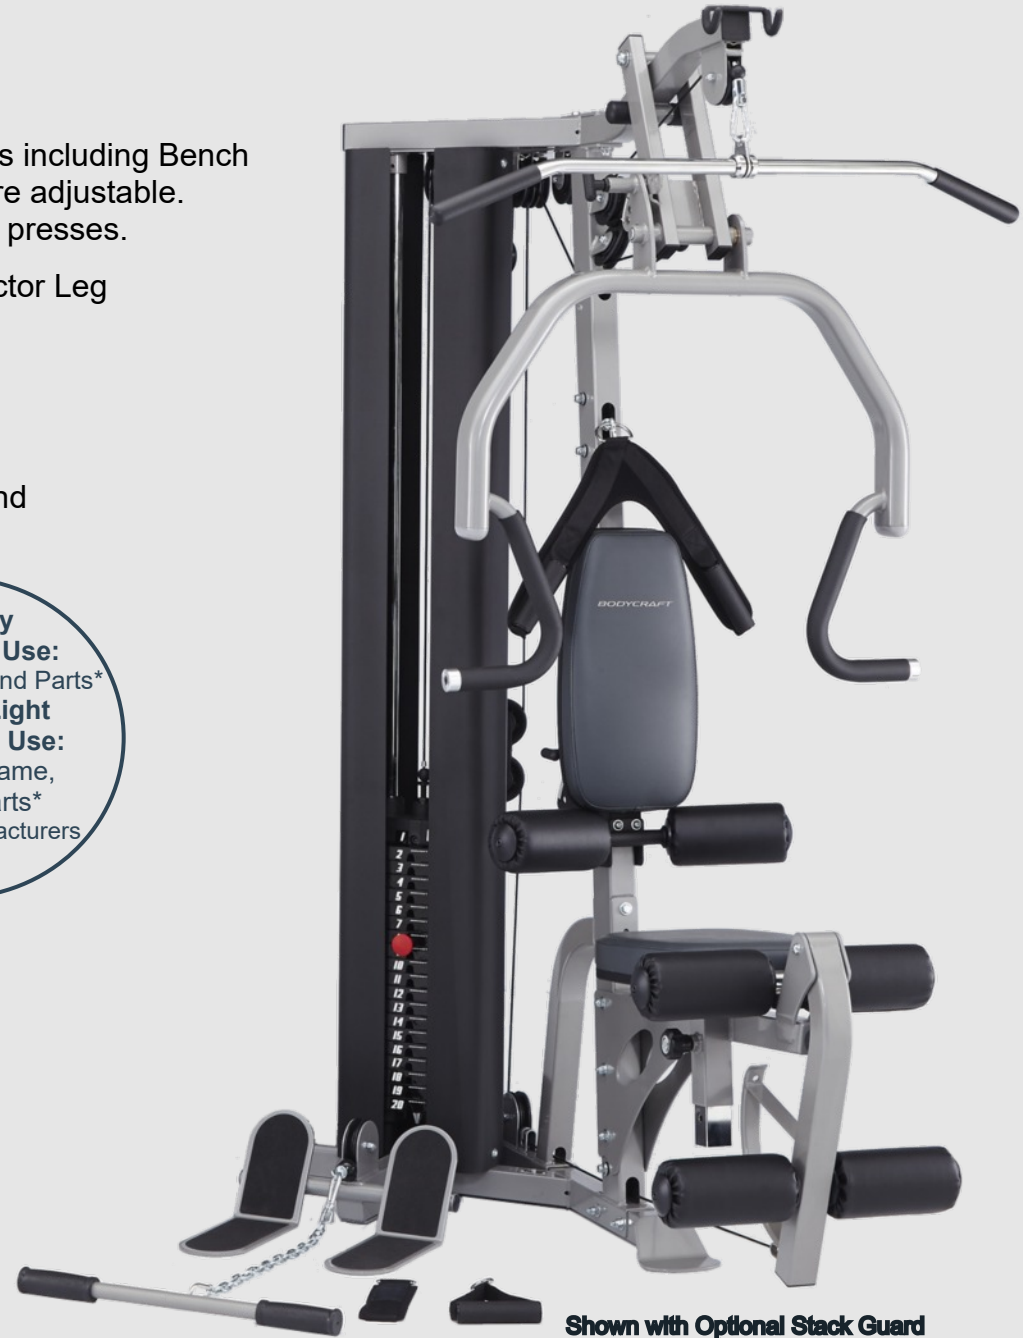 s including Bench
re adjustable.
presses.
ctor Leg
nd
y
Use:
nd Parts*
ight
Use:
ame,
arts*
acturers
BODYCRAFT
1
2
3
4
5
6
7
10
11
12
13
14
15
16
17
18
19
20
Shown with Optional Stack Guard